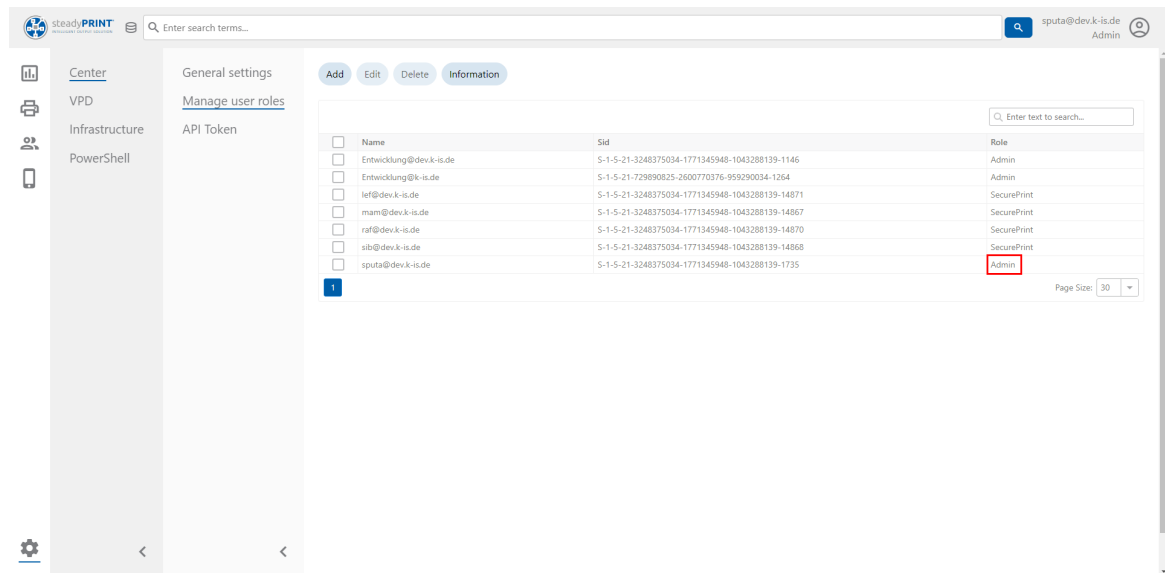 steadyPRINT
INTELLIGENT OUTPUT SOLUTION
Enter search terms...
sputa@dev.k-is.de
Admin
Center
VPD
Infrastructure
PowerShell
General settings
Manage user roles
API Token
Add Edit Delete Information
Enter text to search...
Name Sid Role
Entwicklung@dev.k-is.de S-1-5-21-3248375034-1771345948-1043288139-1146 Admin
Entwicklung@k-is.de S-1-5-21-729890825-2600770376-959290034-1264 Admin
lef@dev.k-is.de S-1-5-21-3248375034-1771345948-1043288139-14871 SecurePrint
mam@dev.k-is.de S-1-5-21-3248375034-1771345948-1043288139-14867 SecurePrint
raf@dev.k-is.de S-1-5-21-3248375034-1771345948-1043288139-14870 SecurePrint
sib@dev.k-is.de S-1-5-21-3248375034-1771345948-1043288139-14868 SecurePrint
sputa@dev.k-is.de S-1-5-21-3248375034-1771345948-1043288139-1735 Admin
1 Page Size: 30